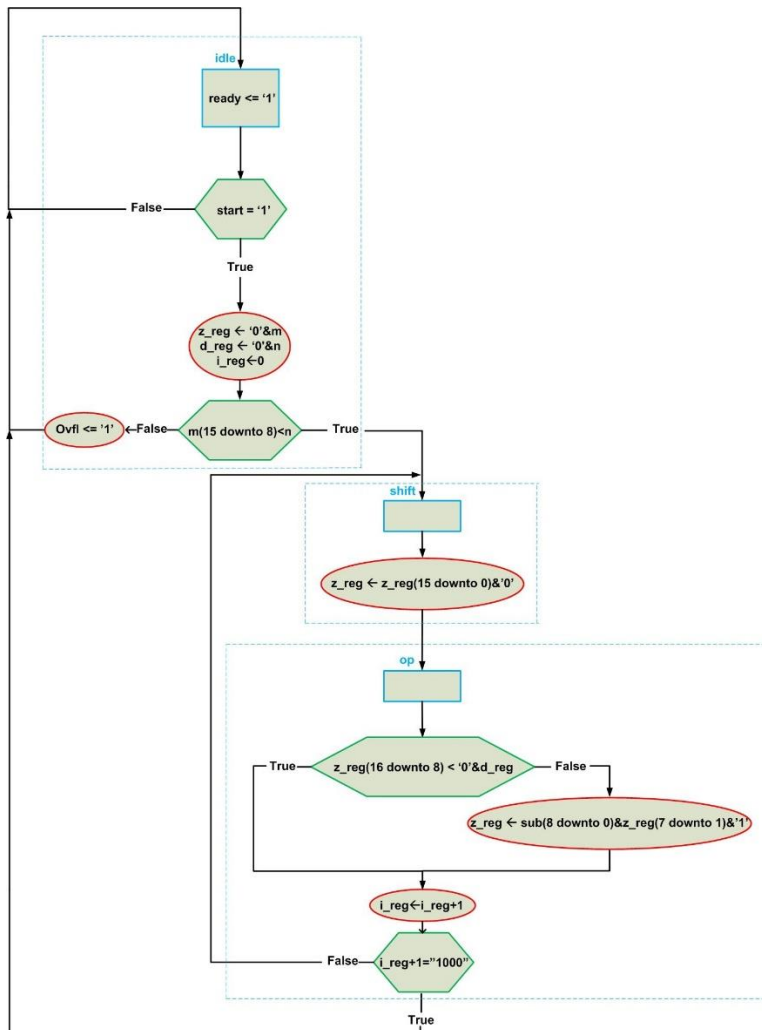 idle
ready <= ‘1’
False
start = ‘1’
True
z_reg ← ‘0’&m
d_reg ← ‘0’&n
i_reg←0
Ovfl <= ’1’
False
m(15 downto 8)<n
True
shift
z_reg ← z_reg(15 downto 0)&’0’
op
True
z_reg(16 downto 8) < ‘0’&d_reg
False
z_reg ← sub(8 downto 0)&z_reg(7 downto 1)&’1’
i_reg←i_reg+1
False
i_reg+1=”1000”
True